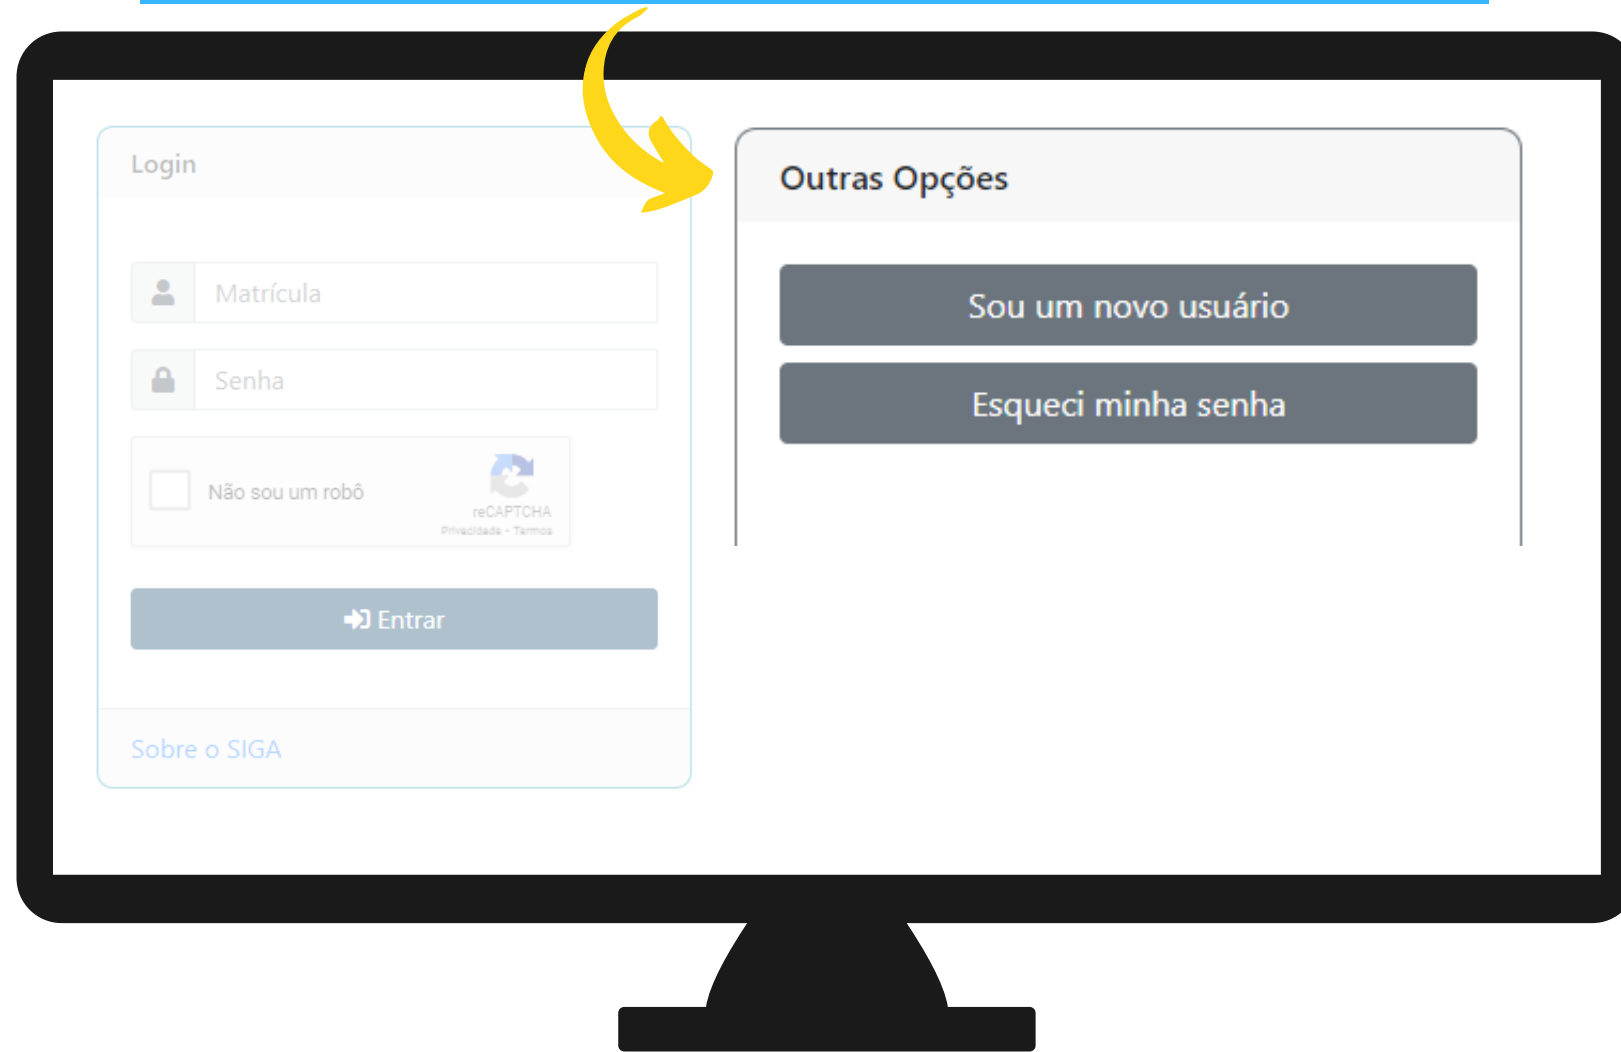 Login
Matrícula
Senha
Não sou um robô
reCAPTCHA
Privacidade - Termos
Entrar
Sobre o SIGA
Outras Opções
Sou um novo usuário
Esqueci minha senha